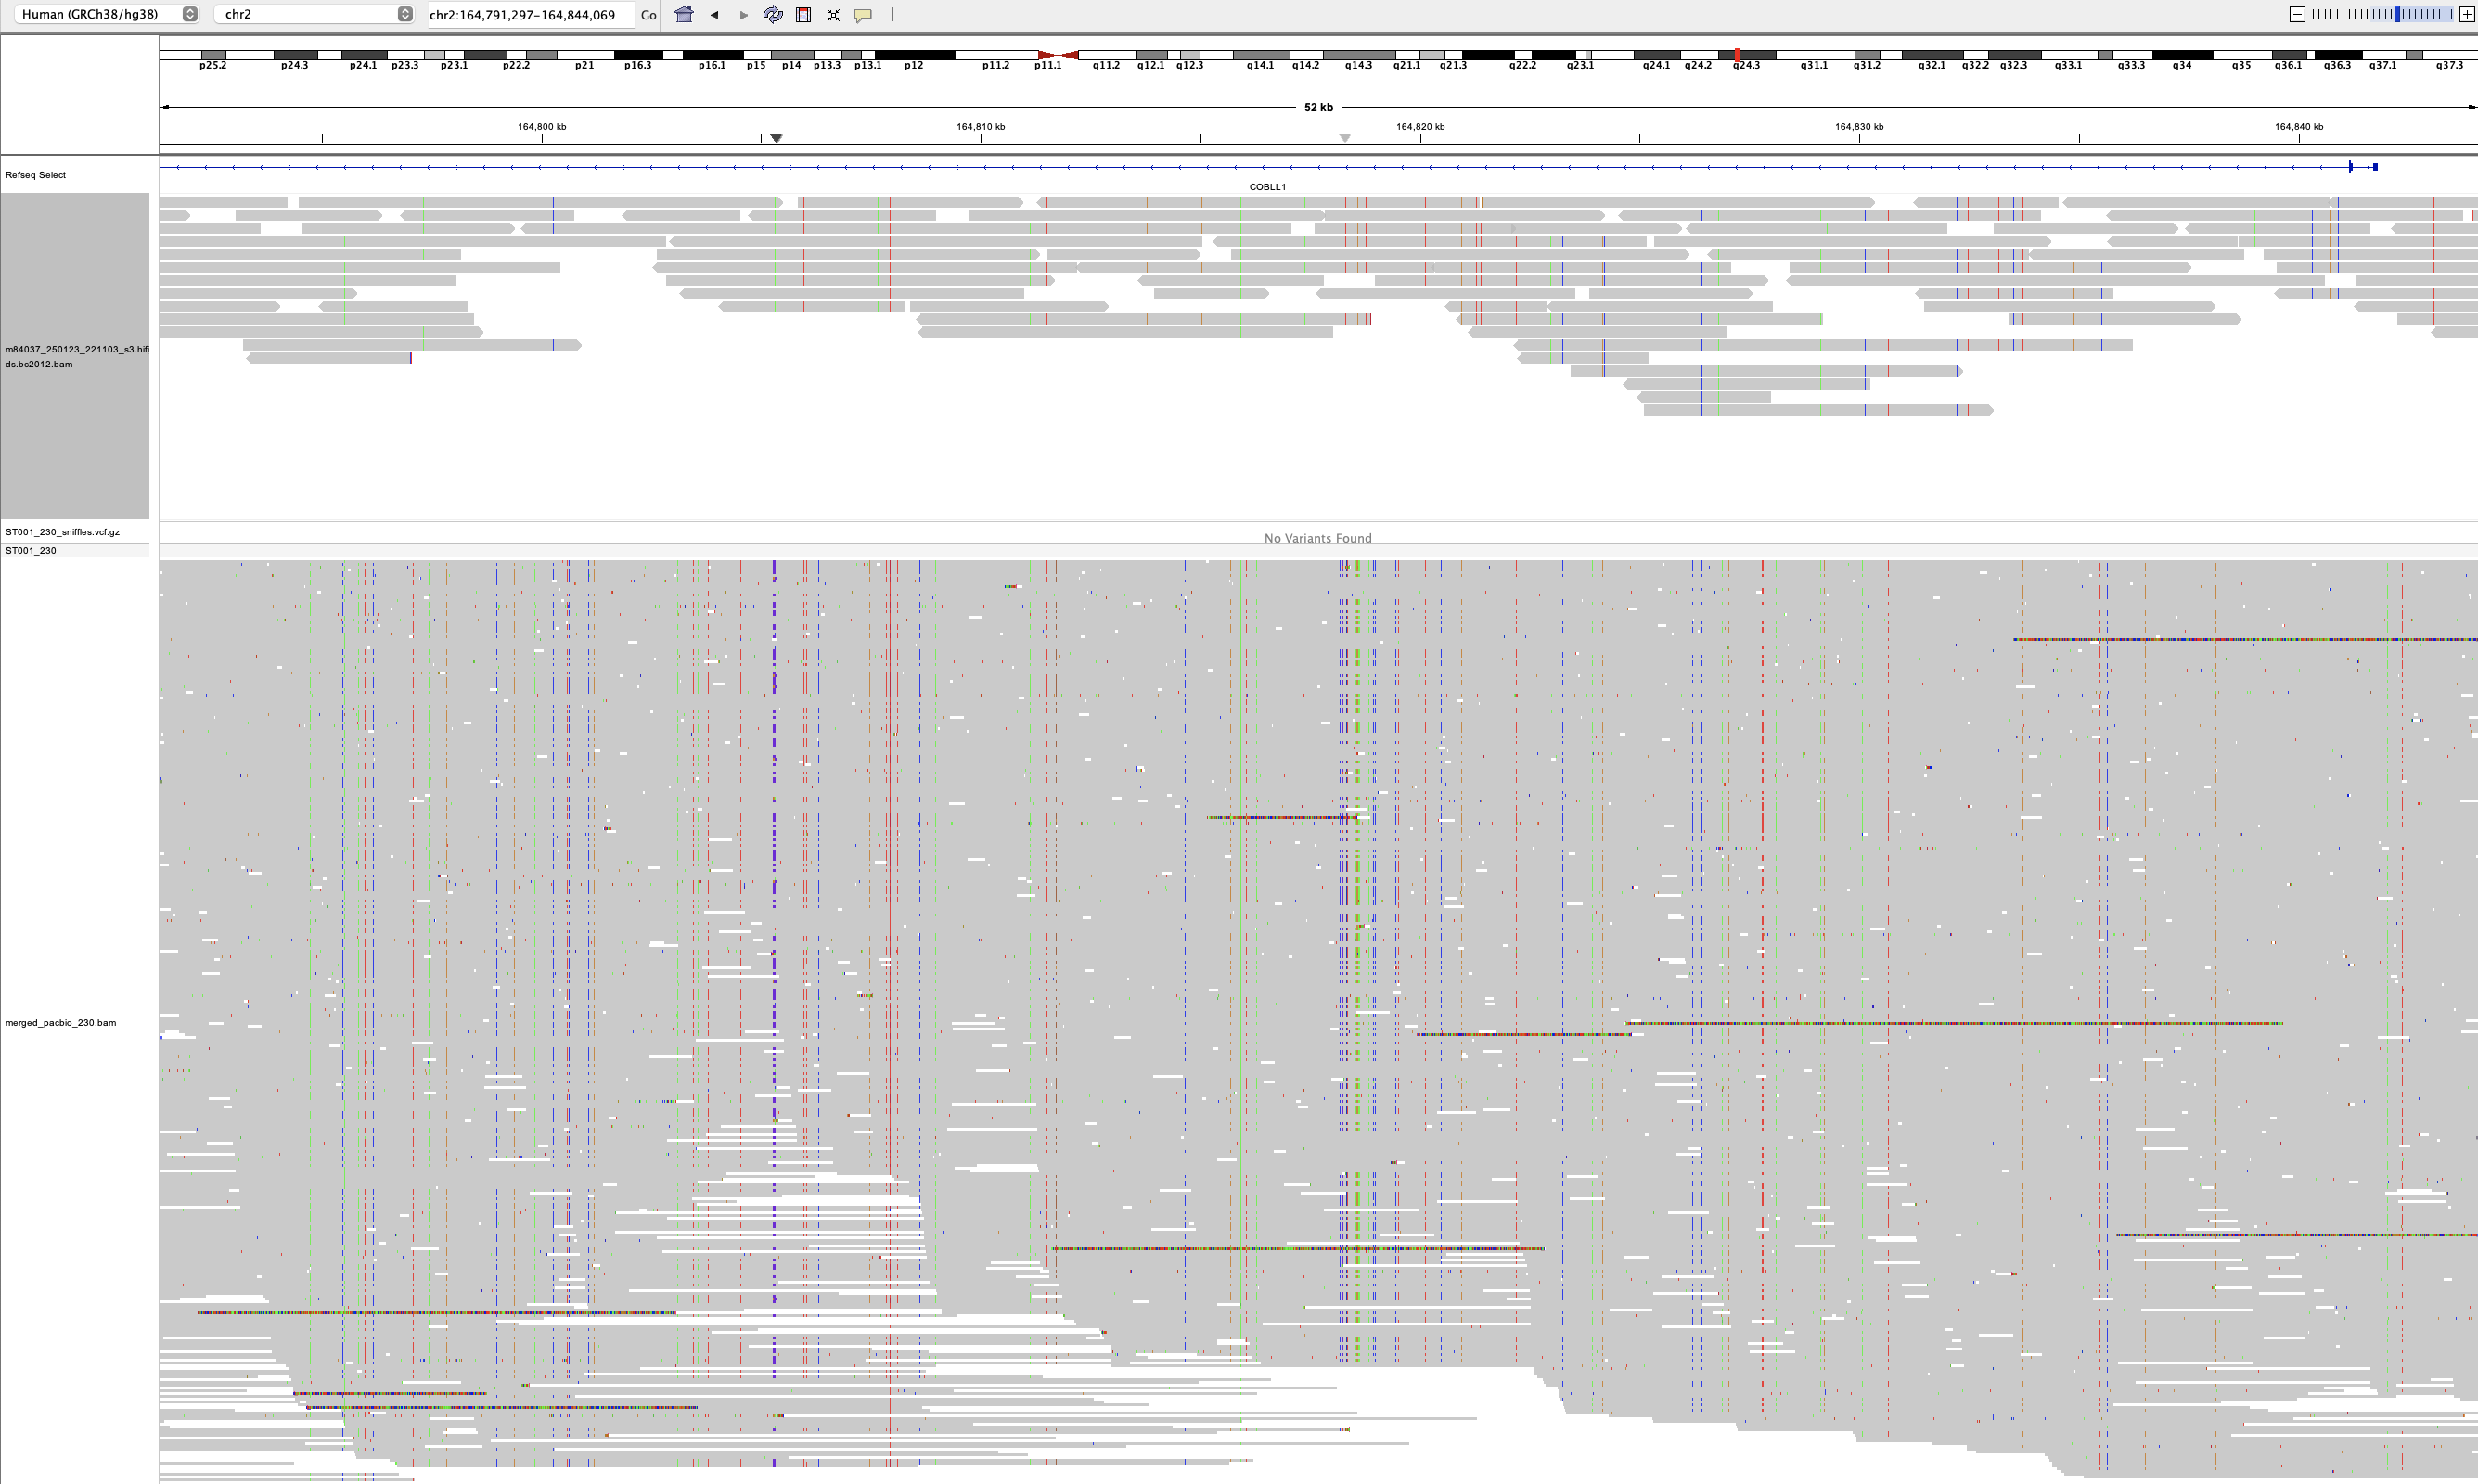 Human (GRCh38/hg38) chr2 chr2:164,791,297-164,844,069 Go
p25.2 p24.3 p24.1 p23.3 p23.1 p22.2 p21 p16.3 p16.1 p15 p14 p13.3 p13.1 p12 p11.2 p11.1 q11.2 q12.1 q12.3 q14.1 q14.2 q14.3 q21.1 q21.3 q22.2 q23.1 q24.1 q24.2 q24.3 q31.1 q31.2 q32.1 q32.2 q32.3 q33.1 q33.3 q34 q35 q36.1 q36.3 q37.1 q37.3
52 kb
164,800 kb 164,810 kb 164,820 kb 164,830 kb 164,840 kb
Refseq Select
COBLL1
m84037_250123_221103_s3.hifi
ds.bc2012.bam
ST001_230_sniffles.vcf.gz
No Variants Found
ST001_230
merged_pacbio_230.bam